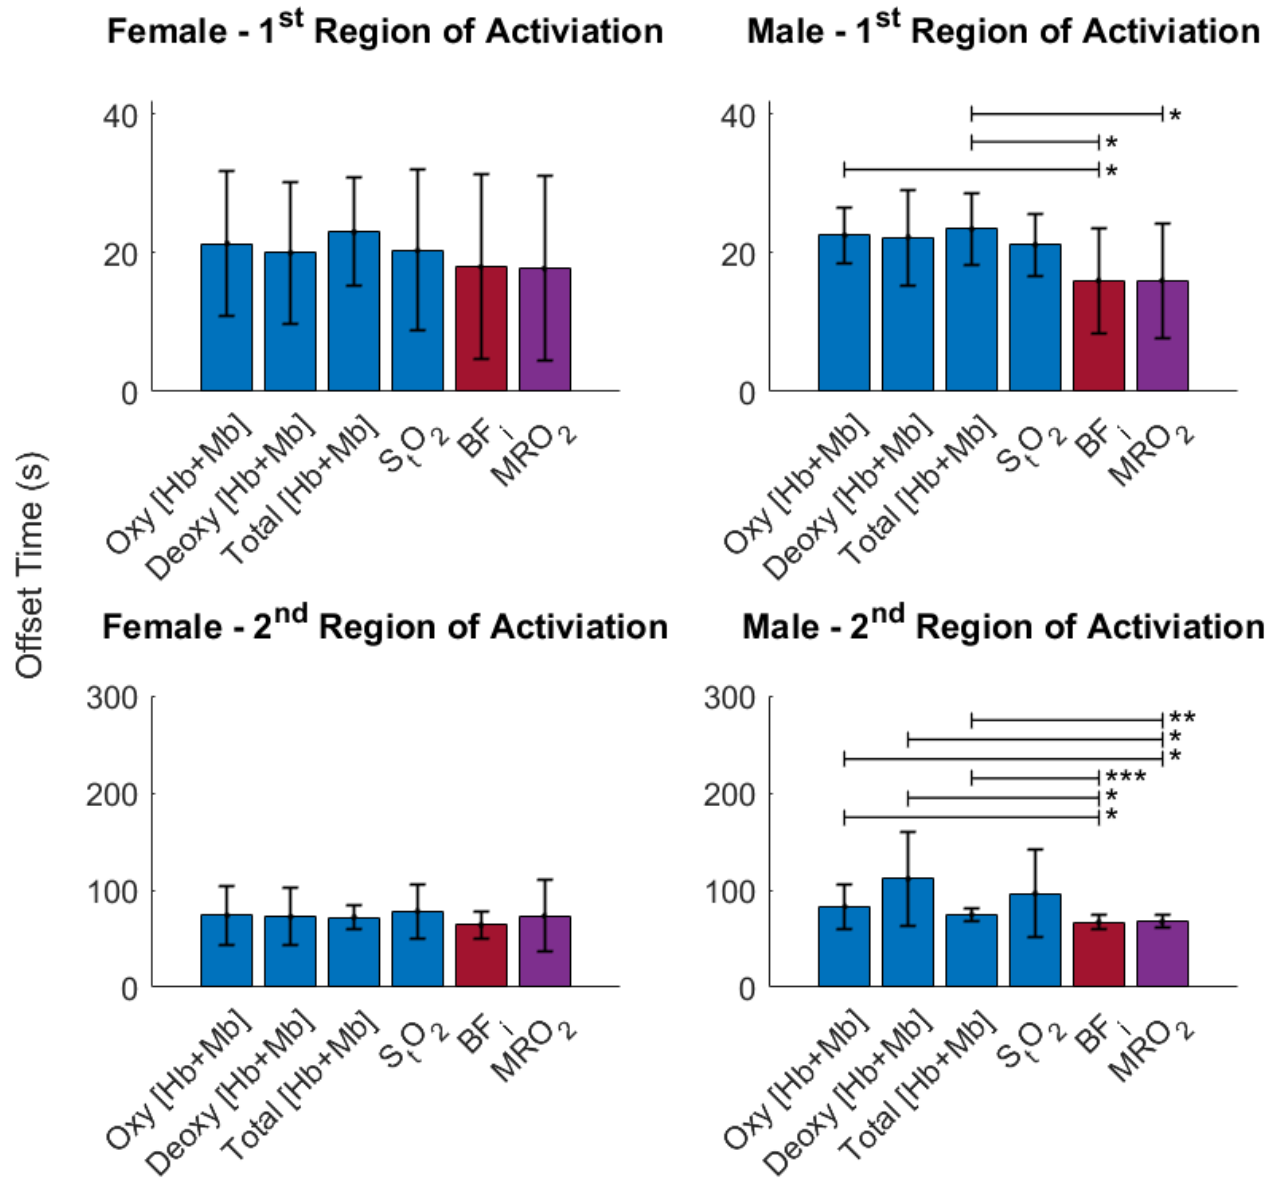 Female - 1st Region of Activiation
Male - 1st Region of Activiation
40
20
0
Oxy [Hb+Mb]
Deoxy [Hb+Mb]
Total [Hb+Mb]
StO2
BFi
MRO2
40
20
0
*
*
*
Oxy [Hb+Mb]
Deoxy [Hb+Mb]
Total [Hb+Mb]
StO2
BFi
MRO2
Offset Time (s)
Female - 2nd Region of Activiation
Male - 2nd Region of Activiation
300
200
100
0
Oxy [Hb+Mb]
Deoxy [Hb+Mb]
Total [Hb+Mb]
StO2
BFi
MRO2
300
200
100
0
**
*
*
***
*
*
Oxy [Hb+Mb]
Deoxy [Hb+Mb]
Total [Hb+Mb]
StO2
BFi
MRO2